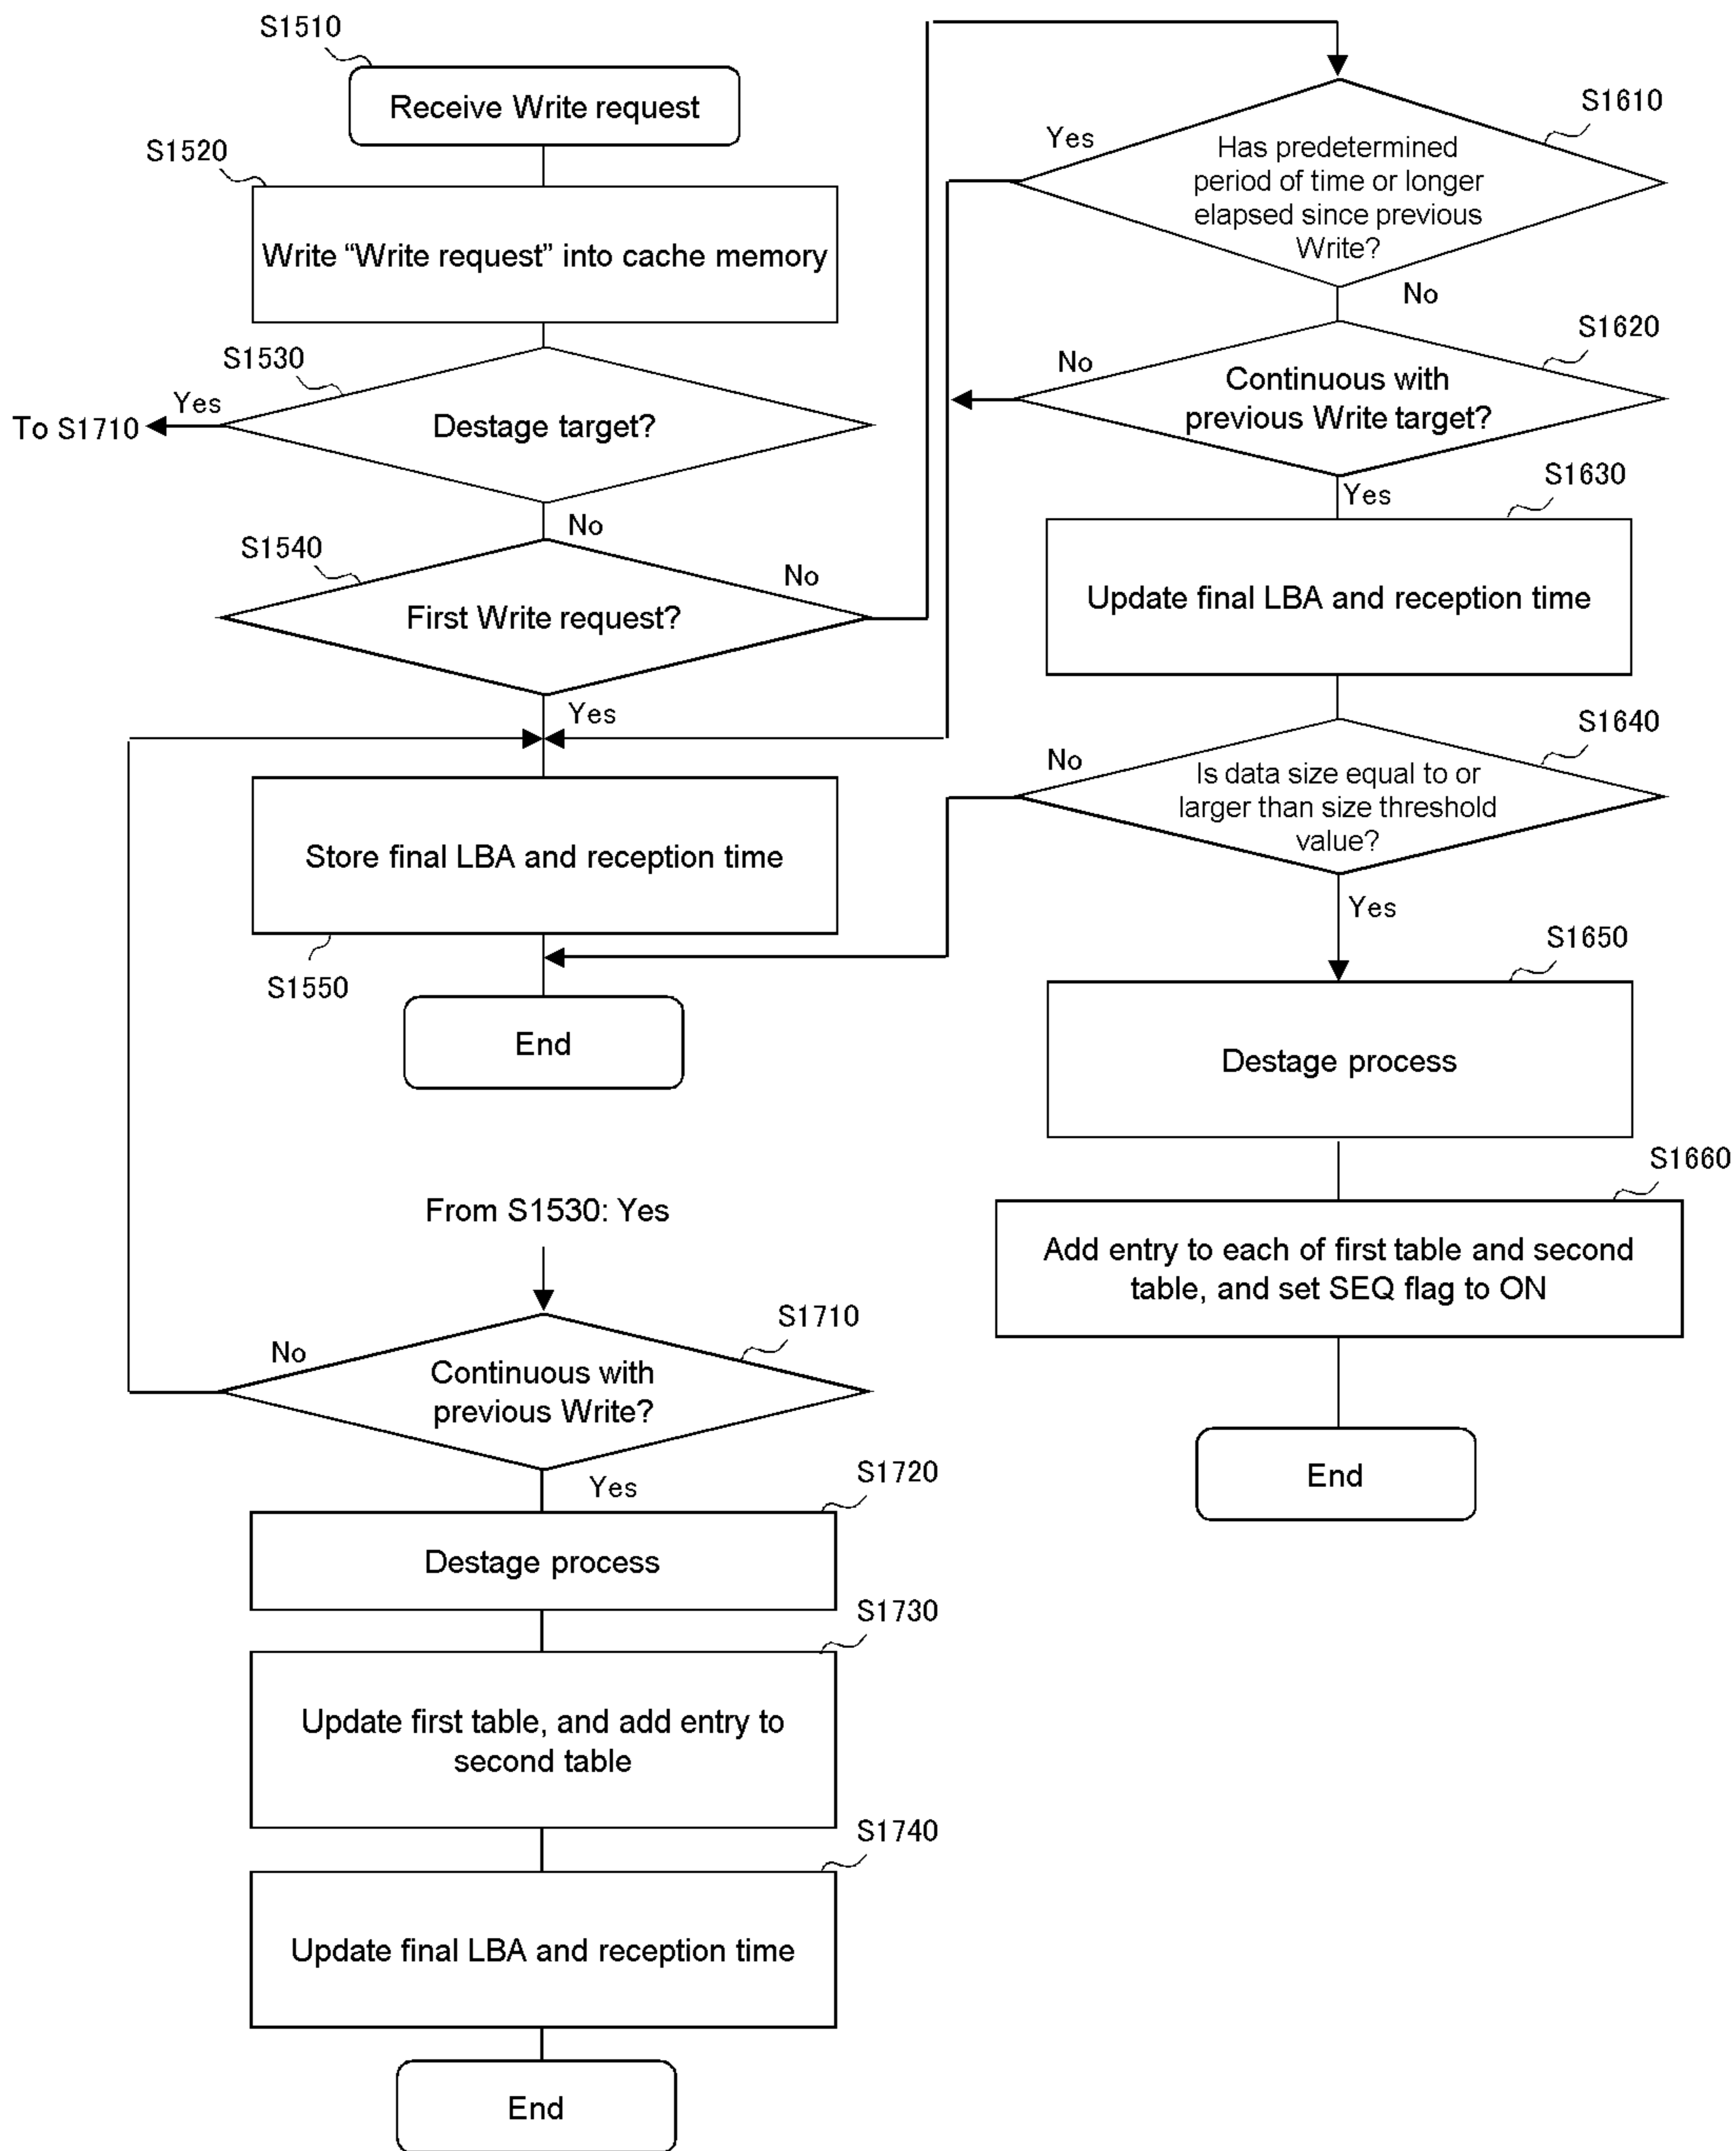 S1510
Receive Write request
S1520
Write “Write request” into cache memory
S1530
Yes
To S1710
Destage target?
No
S1540
No
First Write request?
Yes
Store final LBA and reception time
S1550
End
S1610
Yes
Has predetermined
period of time or longer
elapsed since previous
Write?
No
S1620
No
Continuous with
previous Write target?
Yes
S1630
Update final LBA and reception time
S1640
No
Is data size equal to or
larger than size threshold
value?
Yes
S1650
Destage process
S1660
Add entry to each of first table and second
table, and set SEQ flag to ON
End
From S1530: Yes
S1710
No
Continuous with
previous Write?
Yes
S1720
Destage process
S1730
Update first table, and add entry to
second table
S1740
Update final LBA and reception time
End